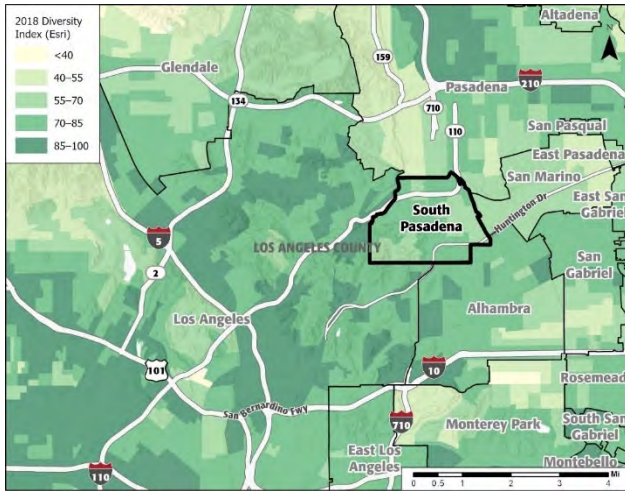 2018 Diversity
Index (Esri)
<40
40–55
55–70
70–85
85–100
Altadena
N
Glendale
159
134
710
Pasadena
210
110
San Pasqual
East Pasadena
San Marino
South
Pasadena
Huntington Dr
East San
Gabriel
LOS ANGELES COUNTY
5
2
San
Gabriel
Los Angeles
Alhambra
101
10
Rosemead
San Bernardino Fwy
710
Monterey Park
South San
Gabriel
East Los
Angeles
Montebello
110
Mi
0 0.5 1 2 3 4